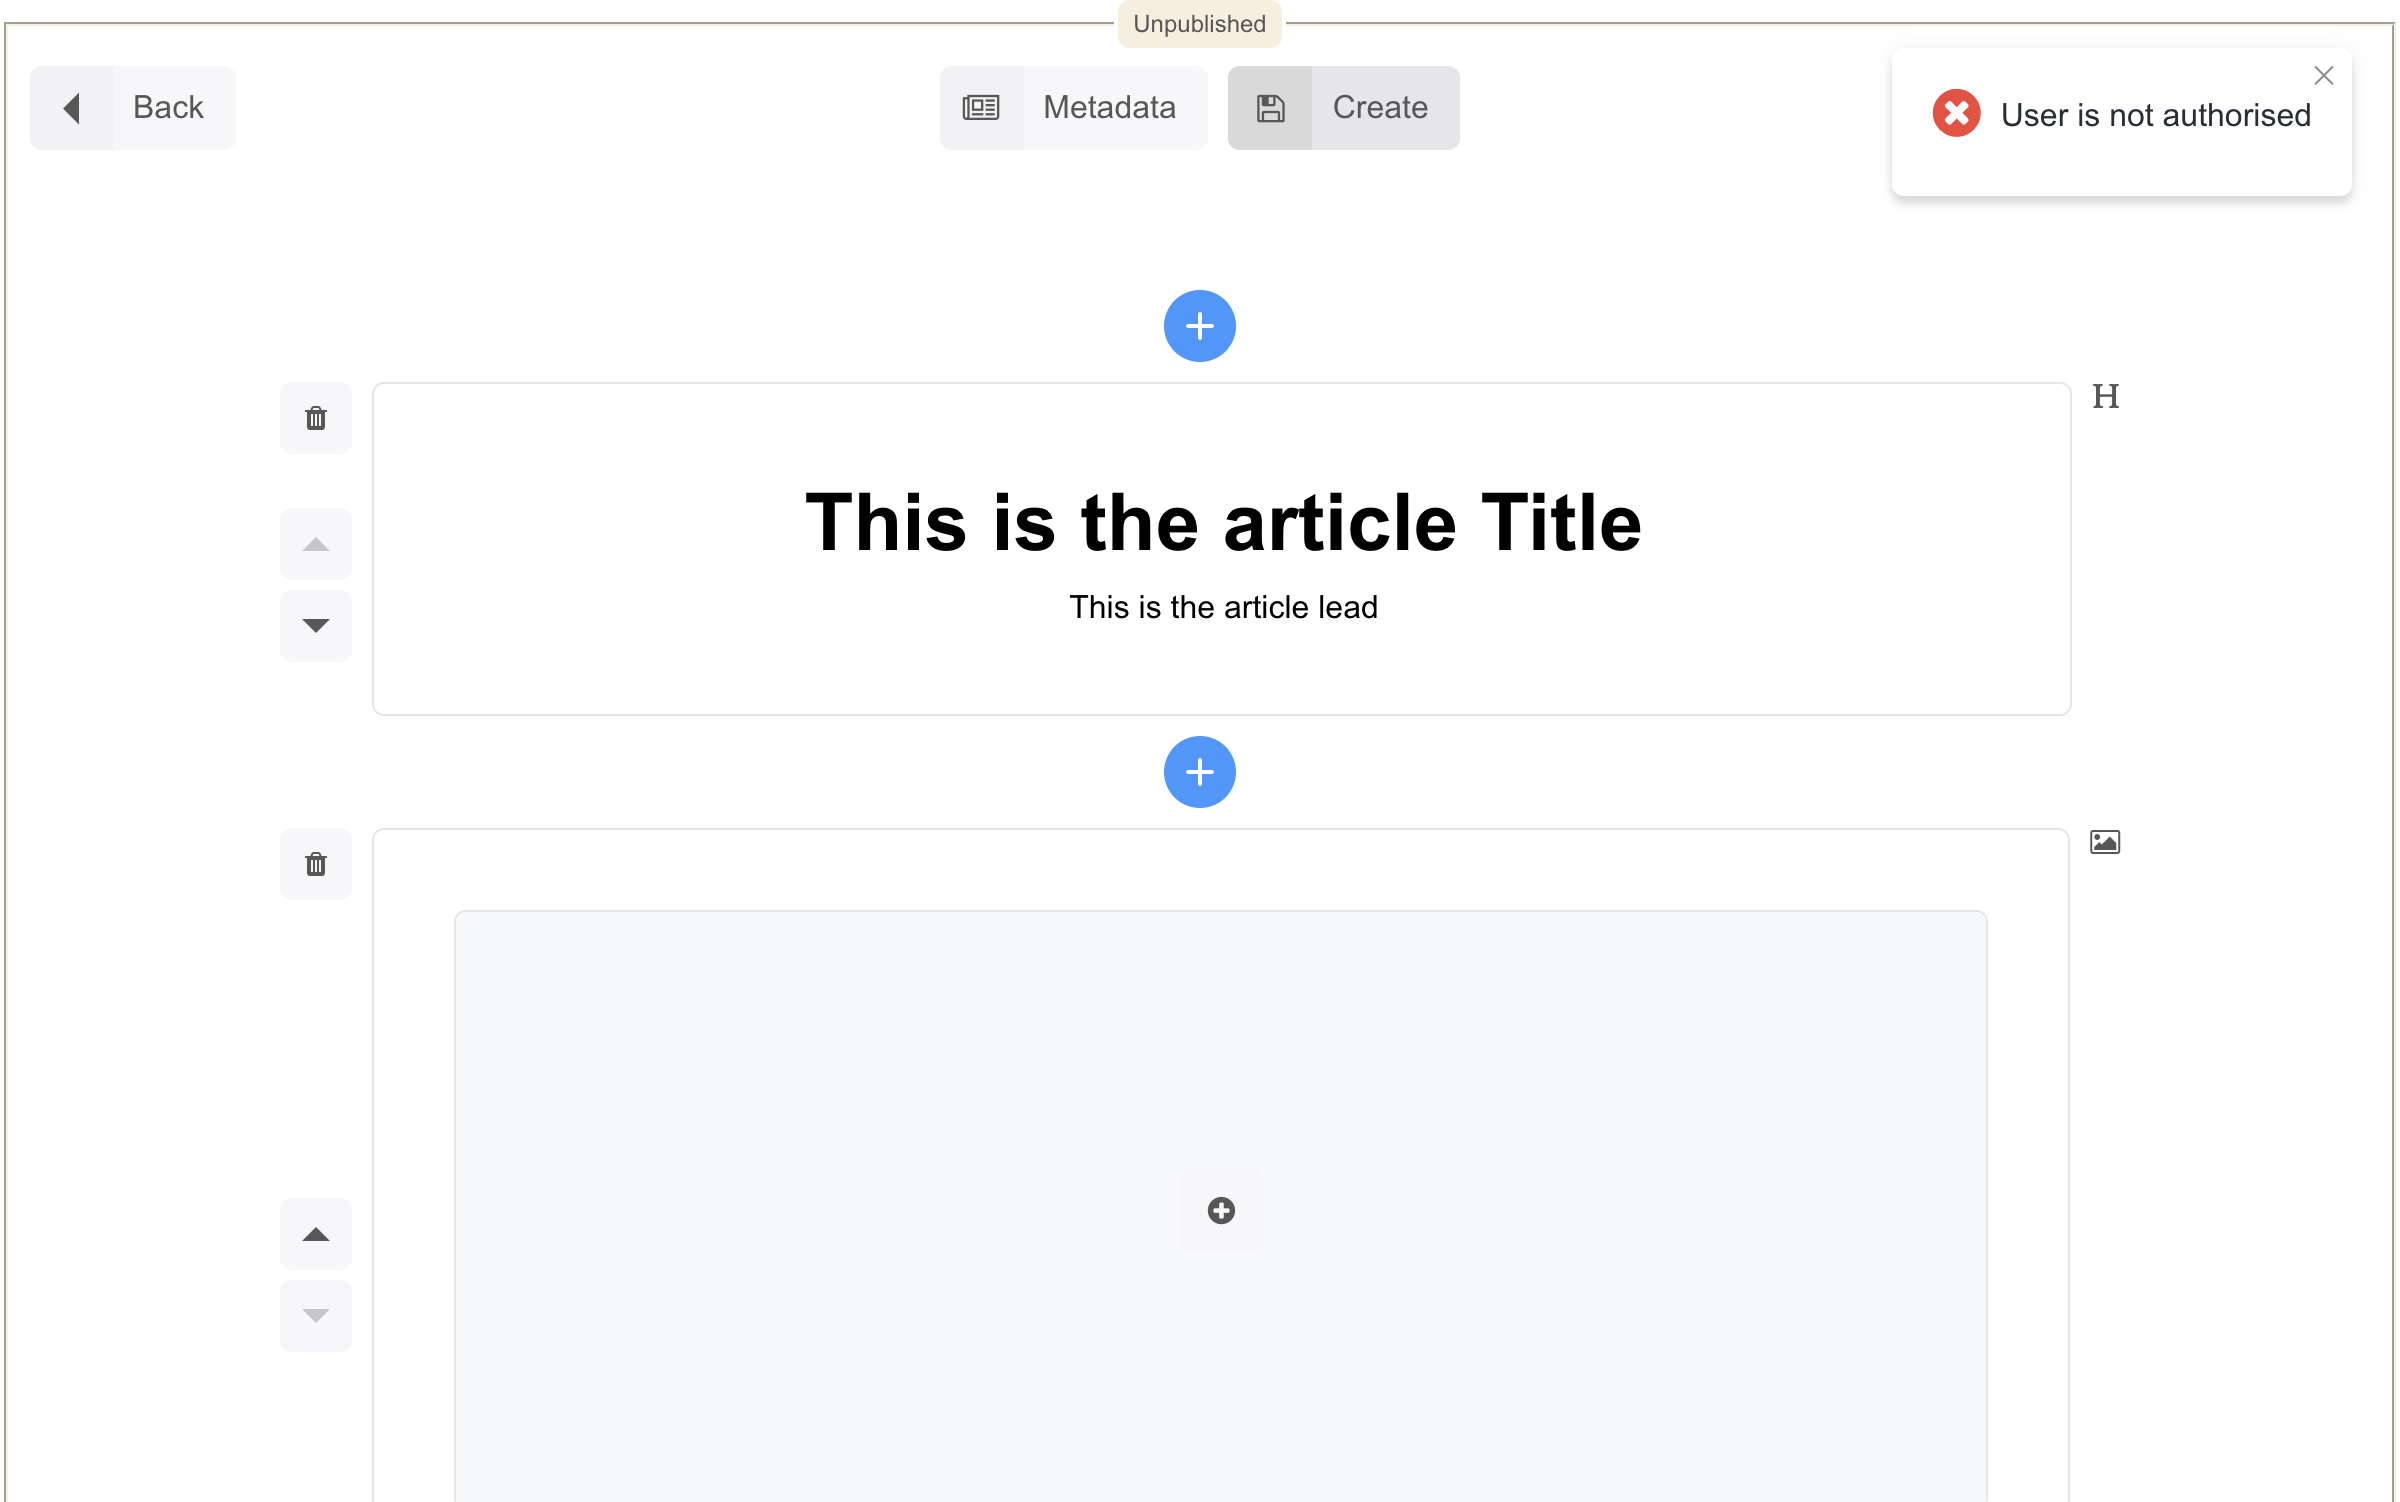 Unpublished
Back
Metadata
Create
User is not authorised
H
This is the article Title
This is the article lead